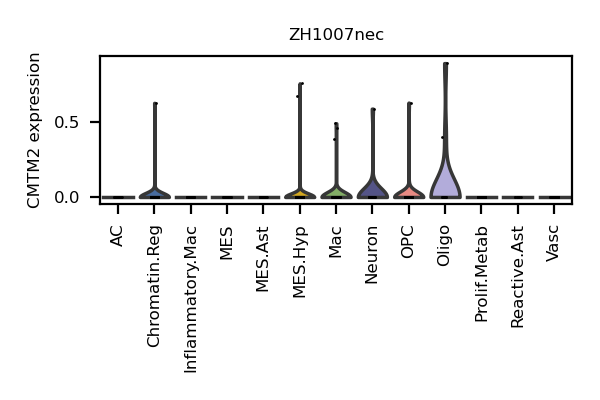 ZH1007nec
CMTM2 expression
0.5
0.0
AC
Chromatin.Reg
Inflammatory.Mac
MES
MES.Ast
MES.Hyp
Mac
Neuron
OPC
Oligo
Prolif.Metab
Reactive.Ast
Vasc